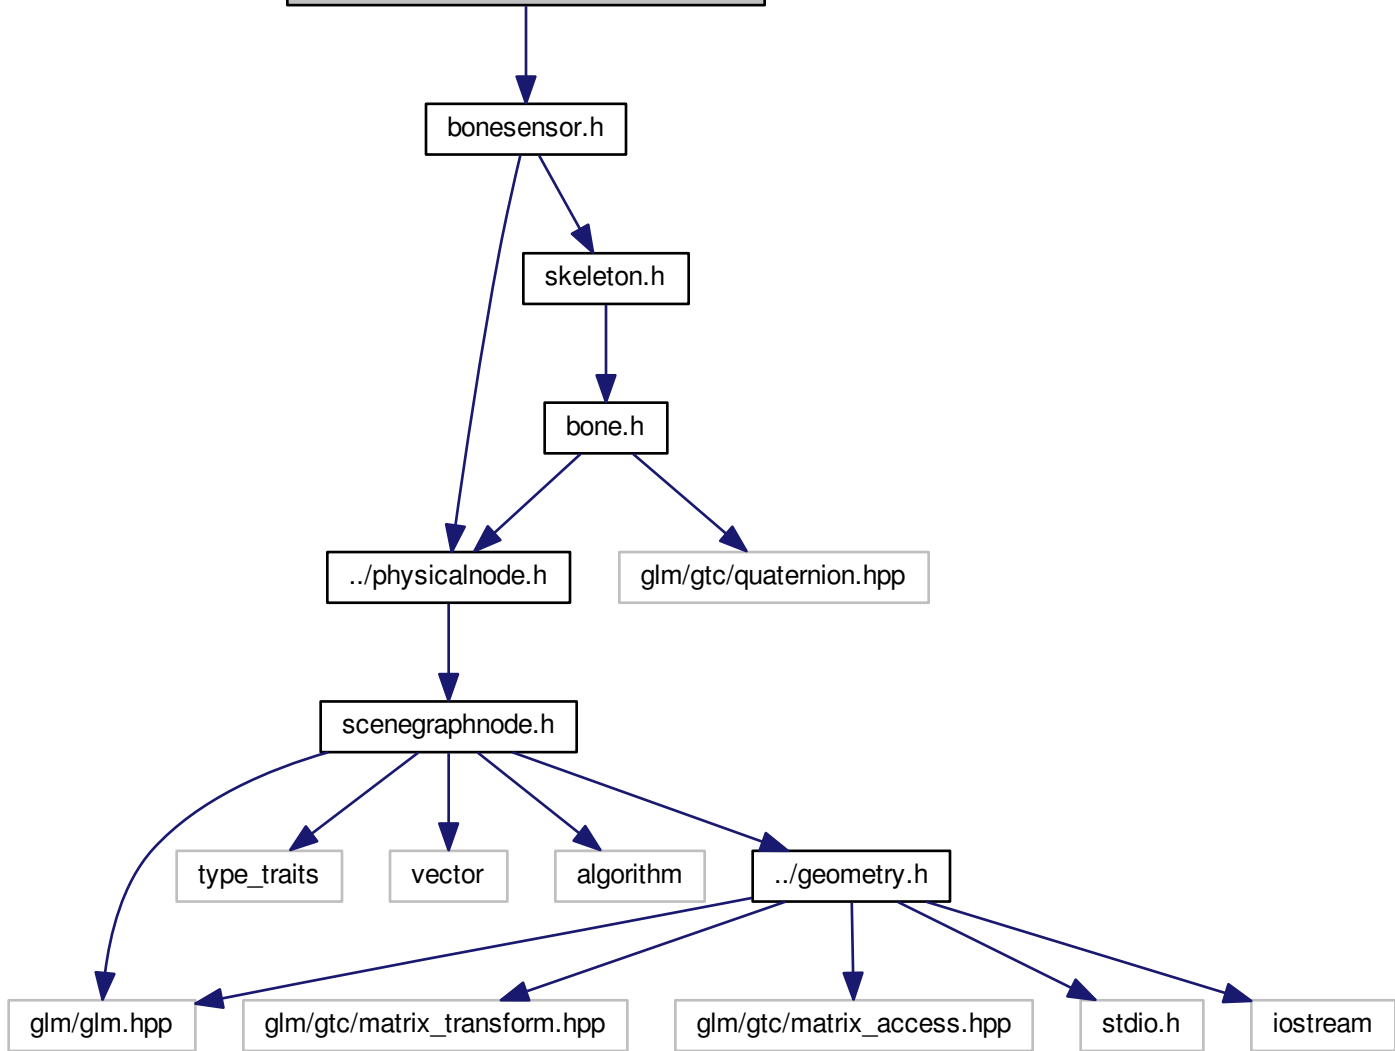 bonesensor.h
skeleton.h
bone.h
../physicalnode.h
glm/gtc/quaternion.hpp
scenegraphnode.h
type_traits
vector
algorithm
../geometry.h
glm/glm.hpp
glm/gtc/matrix_transform.hpp
glm/gtc/matrix_access.hpp
stdio.h
iostream